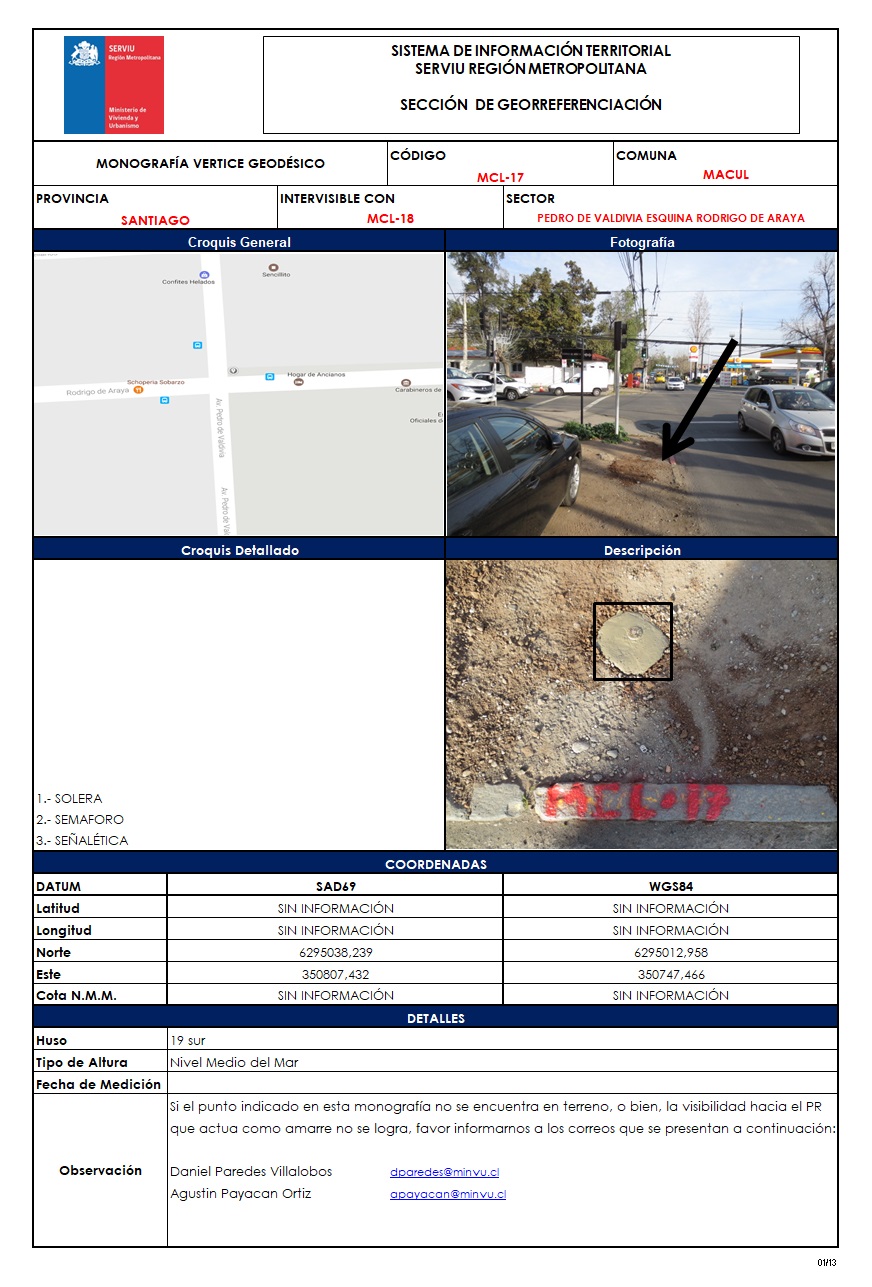 SERVIU
Región Metropolitana
Ministerio de
Vivienda y
Urbanismo
SISTEMA DE INFORMACIÓN TERRITORIAL
SERVIU REGIÓN METROPOLITANA
SECCIÓN DE GEORREFERENCIACIÓN
MONOGRAFÍA VERTICE GEODÉSICO
CÓDIGO
MCL-17
COMUNA
MACUL
PROVINCIA
SANTIAGO
INTERVISIBLE CON
MCL-18
SECTOR
PEDRO DE VALDIVIA ESQUINA RODRIGO DE ARAYA
Croquis General
Fotografía
Confites Helados
Sencillito
Hogar de Ancianos
Schoperia Sobarzo
Rodrigo de Araya
Carabineros de
Oficiales d
Av. Pedro de Valdivia
Av. Pedro de Val
Croquis Detallado
Descripción
1.- SOLERA
2.- SEMAFORO
3.- SEÑALÉTICA
MCL-17
COORDENADAS
DATUM SAD69 WGS84
Latitud SIN INFORMACIÓN SIN INFORMACIÓN
Longitud SIN INFORMACIÓN SIN INFORMACIÓN
Norte 6295038,239 6295012,958
Este 350807,432 350747,466
Cota N.M.M. SIN INFORMACIÓN SIN INFORMACIÓN
DETALLES
Huso 19 sur
Tipo de Altura Nivel Medio del Mar
Fecha de Medición
Observación
Si el punto indicado en esta monografía no se encuentra en terreno, o bien, la visibilidad hacia el PR
que actua como amarre no se logra, favor informarnos a los correos que se presentan a continuación:
Daniel Paredes Villalobos dparedes@minvu.cl
Agustin Payacan Ortiz apayacan@minvu.cl
01/13